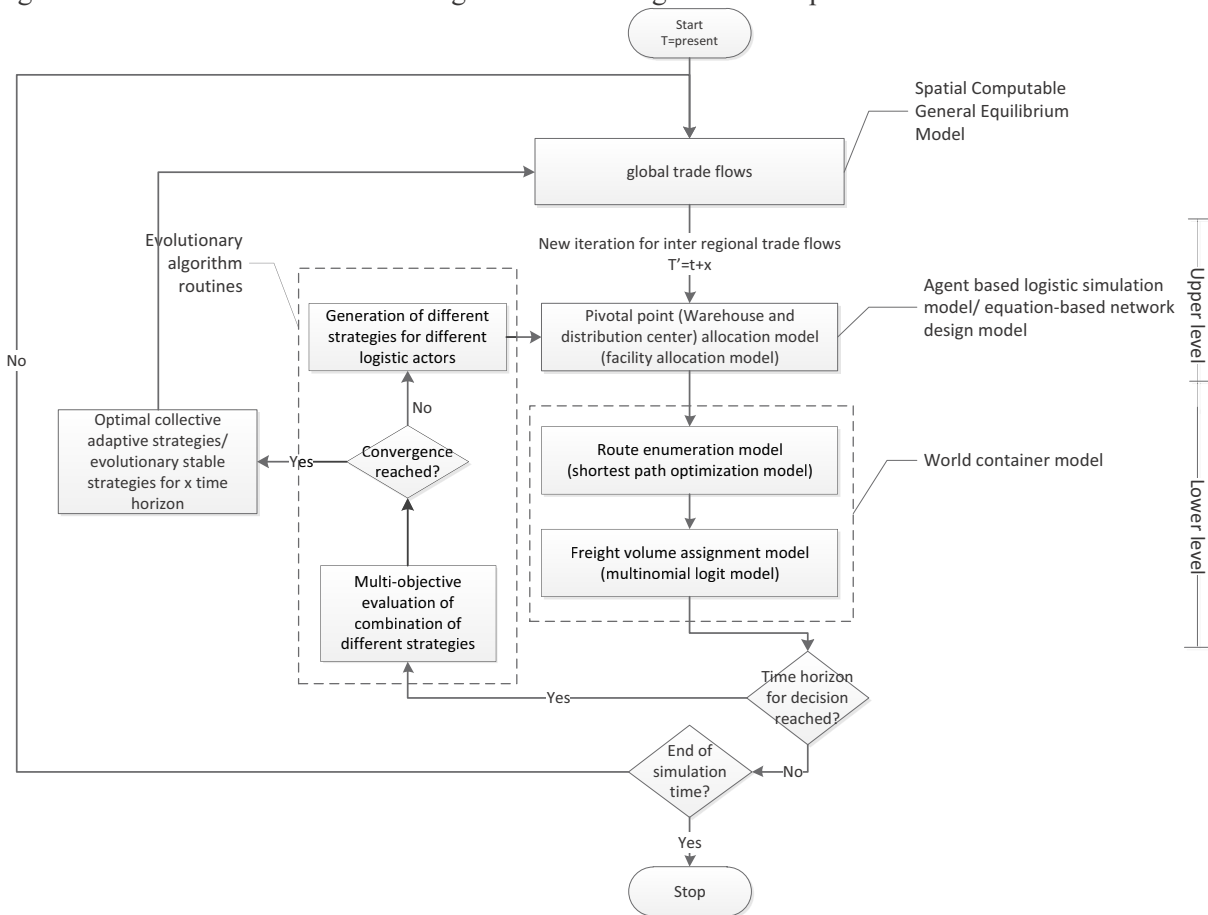 Start
T=present
Spatial Computable
General Equilibrium
Model
global trade flows
New iteration for inter regional trade flows
T’=t+x
Evolutionary
algorithm
routines
Generation of different
strategies for different
logistic actors
Pivotal point (Warehouse and
distribution center) allocation model
(facility allocation model)
Agent based logistic simulation
model/ equation-based network
design model
Upper level
No
No
Optimal collective
adaptive strategies/
evolutionary stable
strategies for x time
horizon
Yes
Convergence
reached?
Route enumeration model
(shortest path optimization model)
World container model
Lower level
Freight volume assignment model
(multinomial logit model)
Multi-objective
evaluation of
combination of
different strategies
Time horizon
for decision
reached?
Yes
End of
simulation
time?
No
Yes
Stop